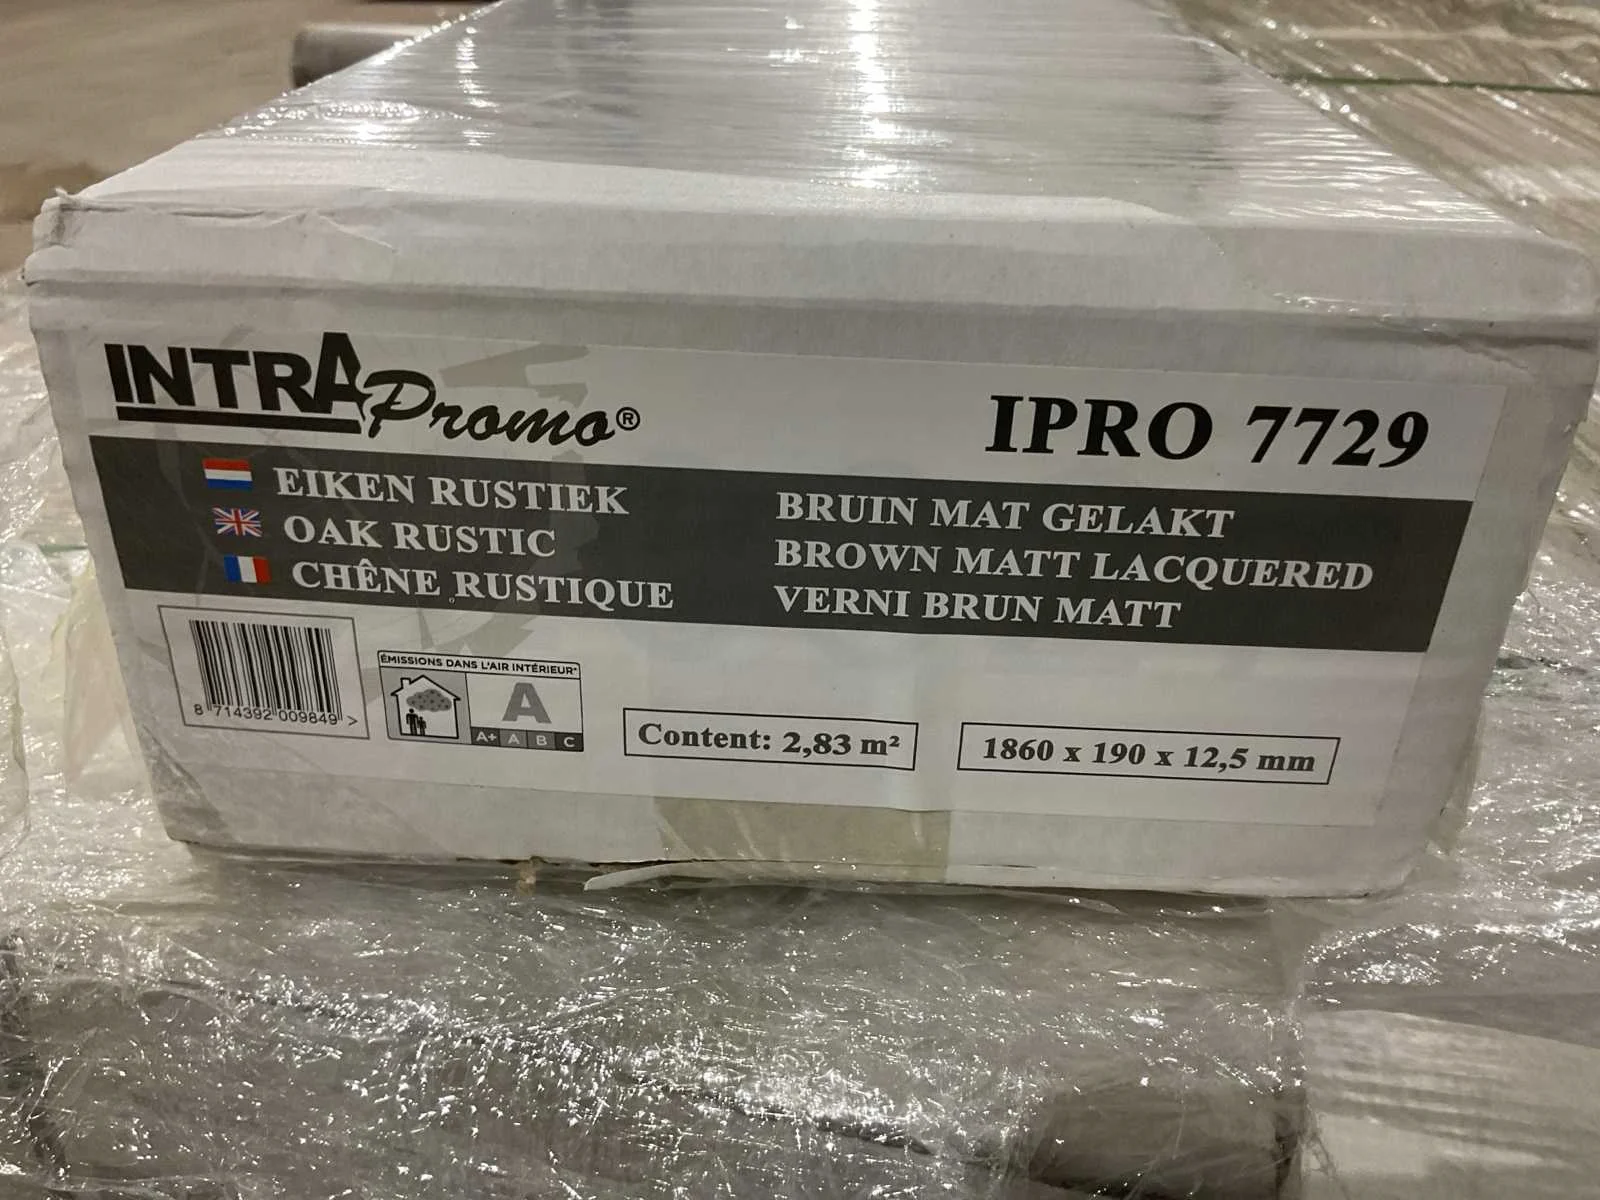 INTRA Promo®
IPRO 7729
EIKEN RUSTIEK
BRUIN MAT GELAKT
OAK RUSTIC
BROWN MATT LACQUERED
CHÊNE RUSTIQUE
VERNI BRUN MATT
8 714392 009849 >
ÉMISSIONS DANS L'AIR INTÉRIEUR*
A
A+ A B C
Content: 2,83 m²
1860 x 190 x 12,5 mm